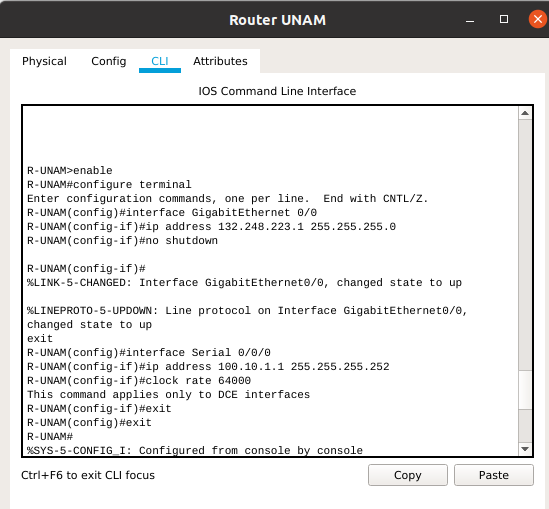 Router UNAM
Physical Config CLI Attributes
IOS Command Line Interface
R-UNAM>enable
R-UNAM#configure terminal
Enter configuration commands, one per line.  End with CNTL/Z.
R-UNAM(config)#interface GigabitEthernet 0/0
R-UNAM(config-if)#ip address 132.248.223.1 255.255.255.0
R-UNAM(config-if)#no shutdown
R-UNAM(config-if)#
%LINK-5-CHANGED: Interface GigabitEthernet0/0, changed state to up
%LINEPROTO-5-UPDOWN: Line protocol on Interface GigabitEthernet0/0,
changed state to up
exit
R-UNAM(config)#interface Serial 0/0/0
R-UNAM(config-if)#ip address 100.10.1.1 255.255.255.252
R-UNAM(config-if)#clock rate 64000
This command applies only to DCE interfaces
R-UNAM(config-if)#exit
R-UNAM(config)#exit
R-UNAM#
%SYS-5-CONFIG_I: Configured from console by console
Ctrl+F6 to exit CLI focus
Copy
Paste